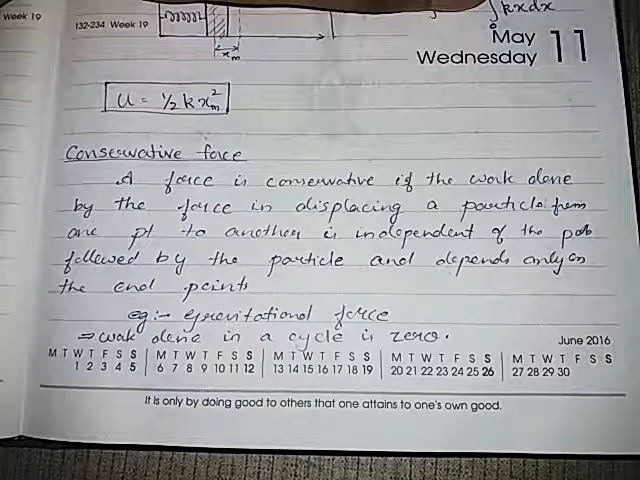 Week 19
132-234 Week 19
∫kxdx
0
xm
May
Wednesday 11
U = 1/2 k xm²
Conservative force
A force is conservative if the work done
by the force in displacing a particle from
one pt to another is independent of the path
followed by the particle and depends only on
the end points
eg:- Gravitational force
⇒ work done in a cycle is zero.
June 2016
M T W T F S S M T W T F S S M T W T F S S M T W T F S S M T W T F S S
1 2 3 4 5 6 7 8 9 10 11 12 13 14 15 16 17 18 19 20 21 22 23 24 25 26 27 28 29 30
It is only by doing good to others that one attains to one's own good.